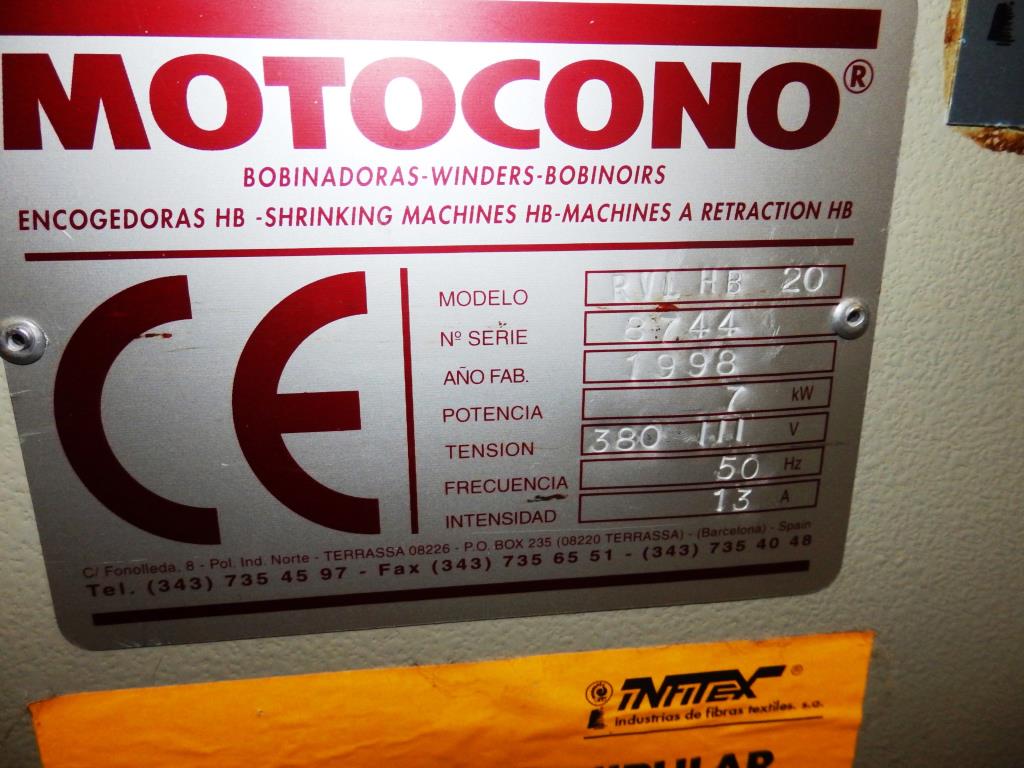 MOTOCONO®
BOBINADORAS-WINDERS-BOBINOIRS
ENCOGEDORAS HB -SHRINKING MACHINES HB-MACHINES A RETRACTION HB
CE
MODELO RVL HB 20
Nº SERIE 8744
AÑO FAB. 1998
POTENCIA 7 kW
TENSION 380 III V
FRECUENCIA 50 Hz
INTENSIDAD 13 A
C/ Fonolleda, 8 - Pol. Ind. Norte - TERRASSA 08226 - P.O. BOX 235 (08220 TERRASSA) - (Barcelona) - Spain
Tel. (343) 735 45 97 - Fax (343) 735 65 51 - (343) 735 40 48
INFITEX ®
industrias de fibras textiles. s.a.